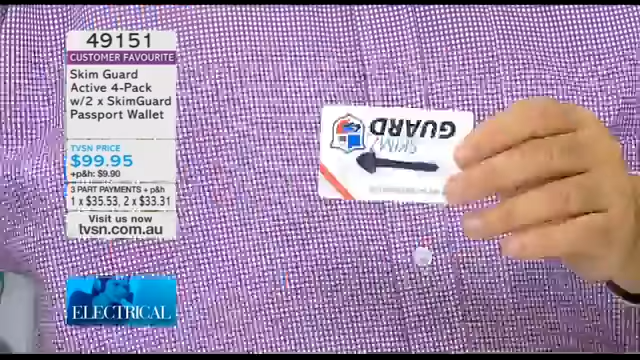 49151
CUSTOMER FAVOURITE
Skim Guard
Active 4-Pack
w/2 x SkimGuard
Passport Wallet
TVSN PRICE
$99.95
+p&h: $9.90
3 PART PAYMENTS + p&h
1 x $35.53, 2 x $33.31
Visit us now
tvsn.com.au
SKIM
GUARD
ELECTRICAL